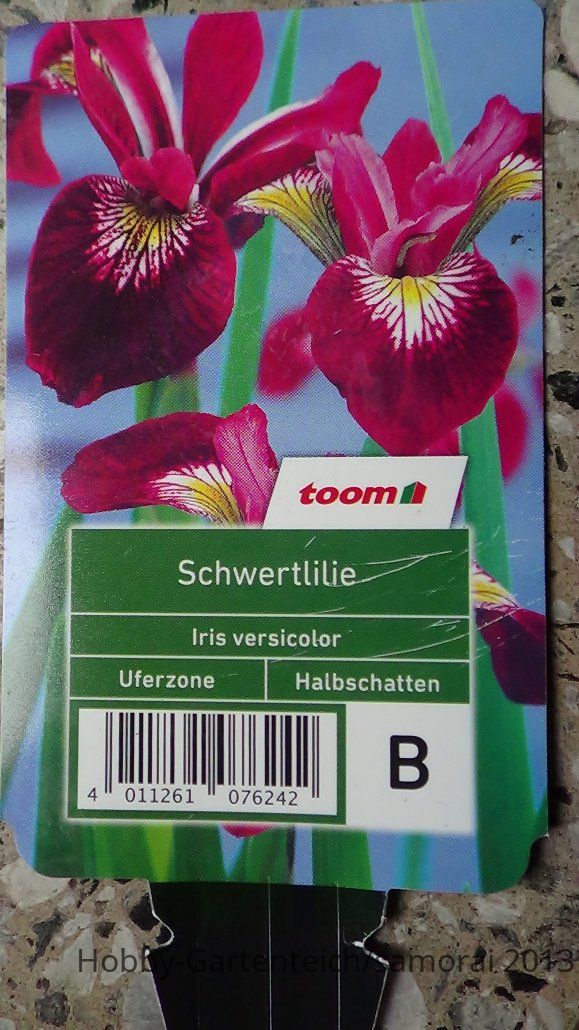 toom
Schwertlilie
Iris versicolor
Uferzone
Halbschatten
B
4 011261 076242
Hobby-Gartenteich/samorai 2013